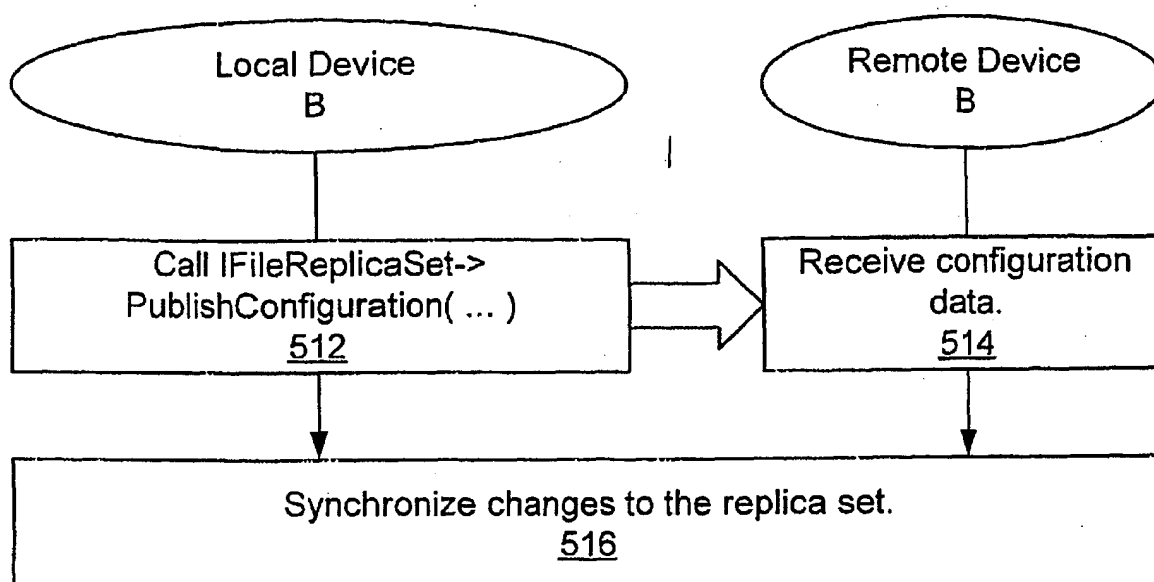 Local Device
B
Remote Device
B
Call IFileReplicaSet->
PublishConfiguration( ... )
512
Receive configuration
data.
514
Synchronize changes to the replica set.
516